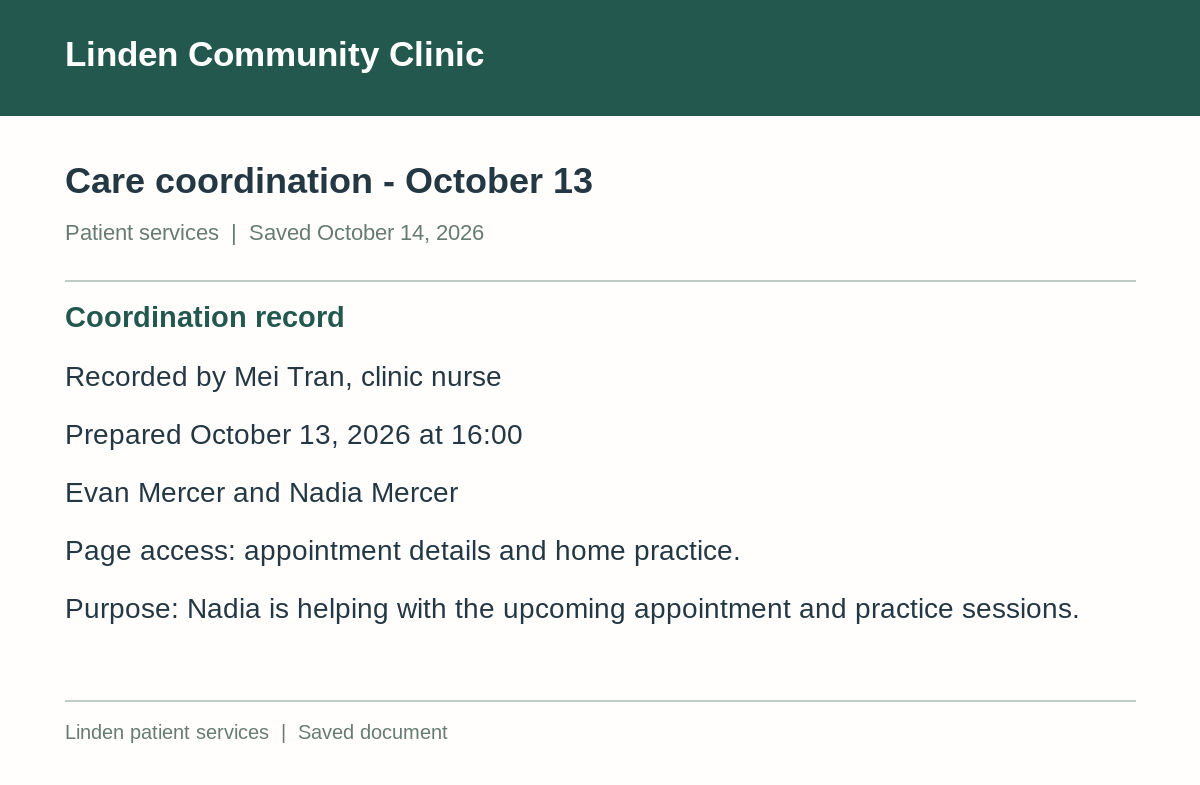 Linden Community Clinic
Care coordination - October 13
Patient services | Saved October 14, 2026
Coordination record
Recorded by Mei Tran, clinic nurse
Prepared October 13, 2026 at 16:00
Evan Mercer and Nadia Mercer
Page access: appointment details and home practice.
Purpose: Nadia is helping with the upcoming appointment and practice sessions.
Linden patient services | Saved document